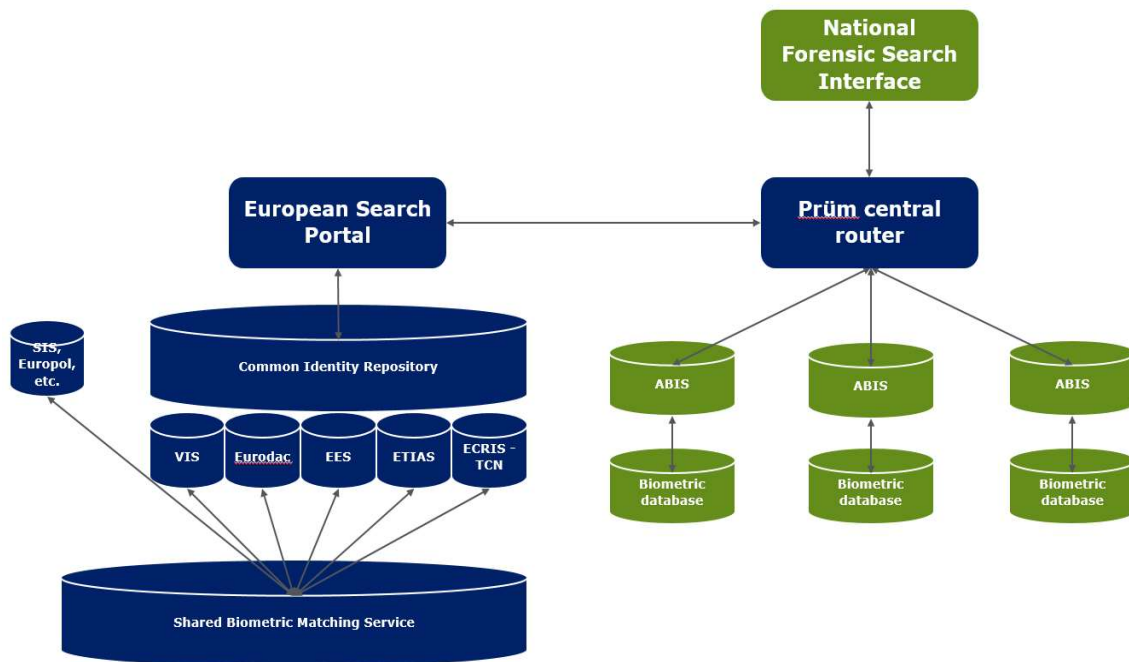 National
Forensic Search
Interface
European Search
Portal
Prüm central
router
SIS,
Europol,
etc.
Common Identity Repository
ABIS
ABIS
ABIS
VIS
Eurodac
EES
ETIAS
ECRIS -
TCN
Biometric
database
Biometric
database
Biometric
database
Shared Biometric Matching Service